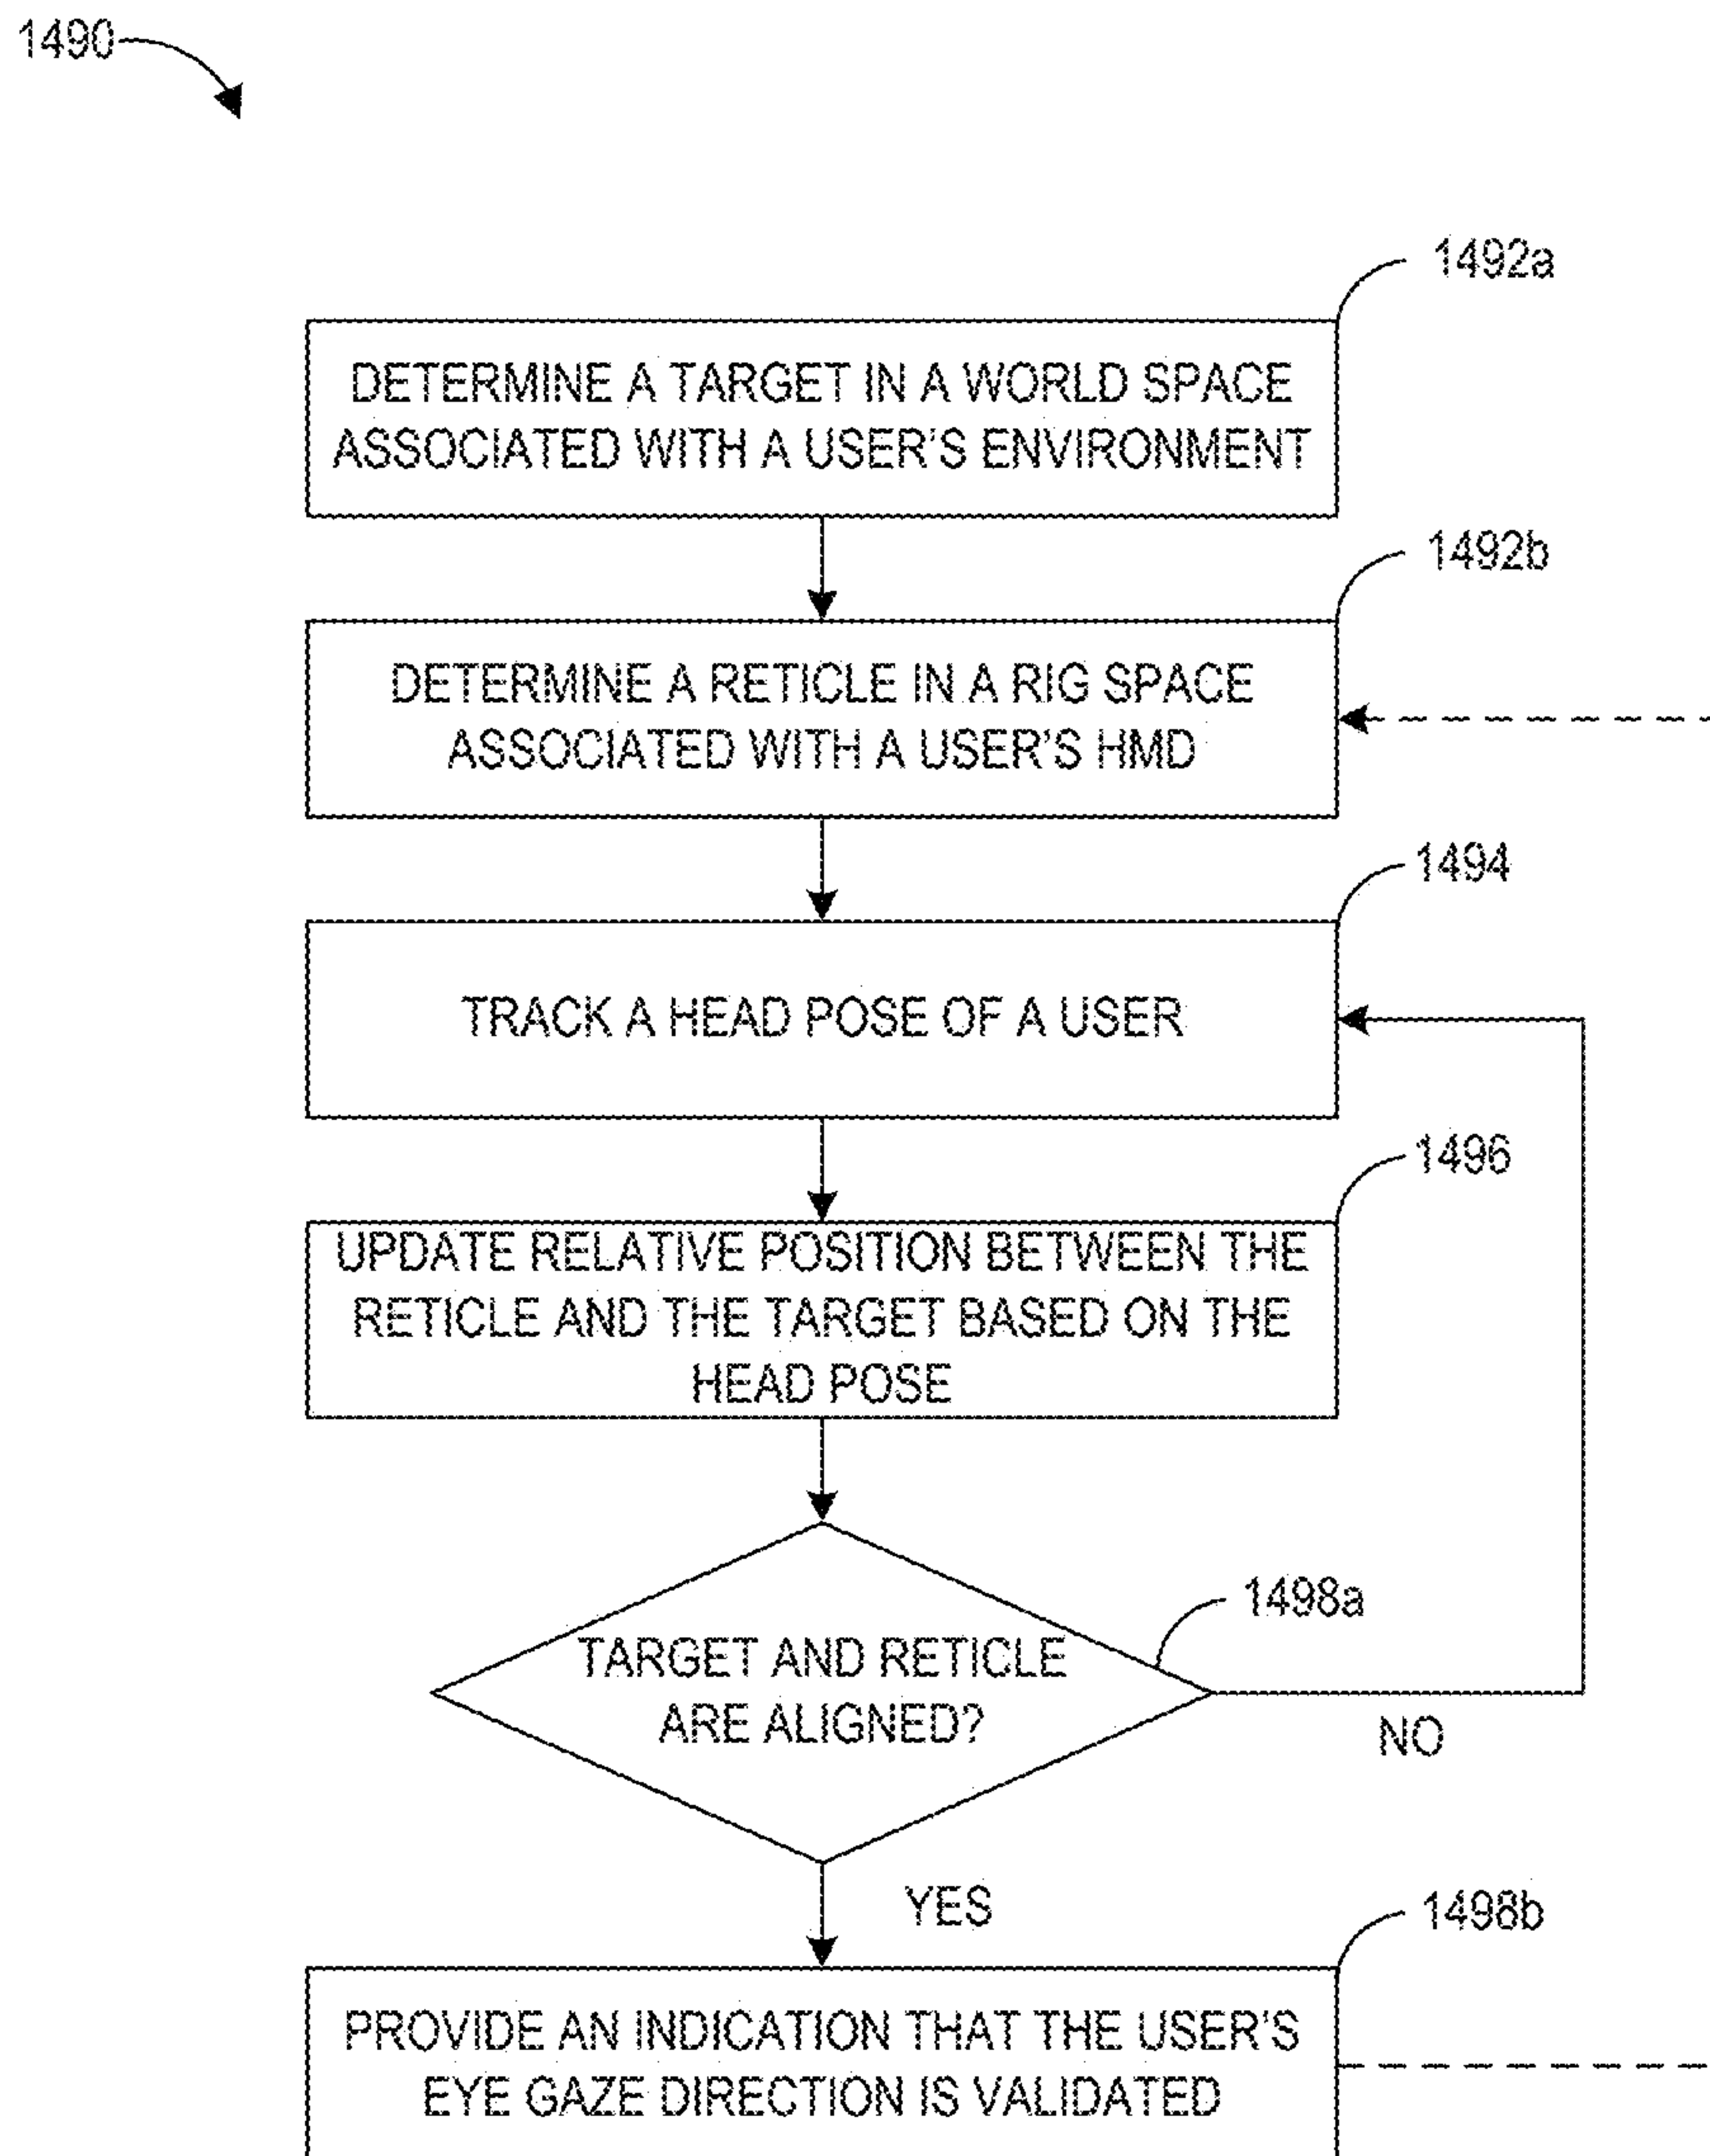 1490
1492a
DETERMINE A TARGET IN A WORLD SPACE
ASSOCIATED WITH A USER'S ENVIRONMENT
1492b
DETERMINE A RETICLE IN A RIG SPACE
ASSOCIATED WITH A USER'S HMD
1494
TRACK A HEAD POSE OF A USER
1496
UPDATE RELATIVE POSITION BETWEEN THE
RETICLE AND THE TARGET BASED ON THE
HEAD POSE
1498a
TARGET AND RETICLE
ARE ALIGNED?
NO
YES
1498b
PROVIDE AN INDICATION THAT THE USER'S
EYE GAZE DIRECTION IS VALIDATED